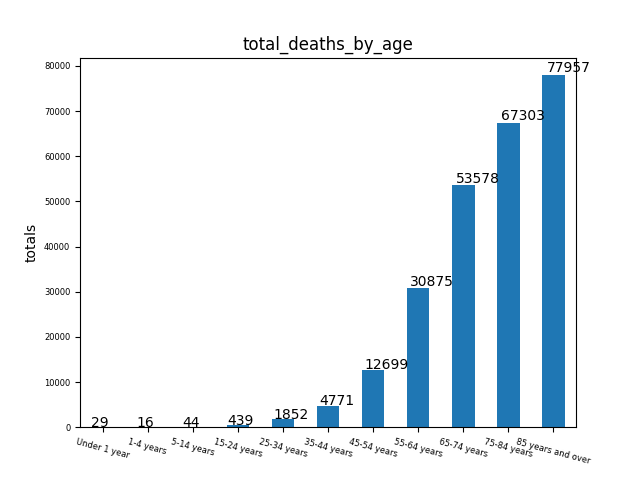 total_deaths_by_age
totals
80000
70000
60000
50000
40000
30000
20000
10000
0
29
16
44
439
1852
4771
12699
30875
53578
67303
77957
Under 1 year
1-4 years
5-14 years
15-24 years
25-34 years
35-44 years
45-54 years
55-64 years
65-74 years
75-84 years
85 years and over